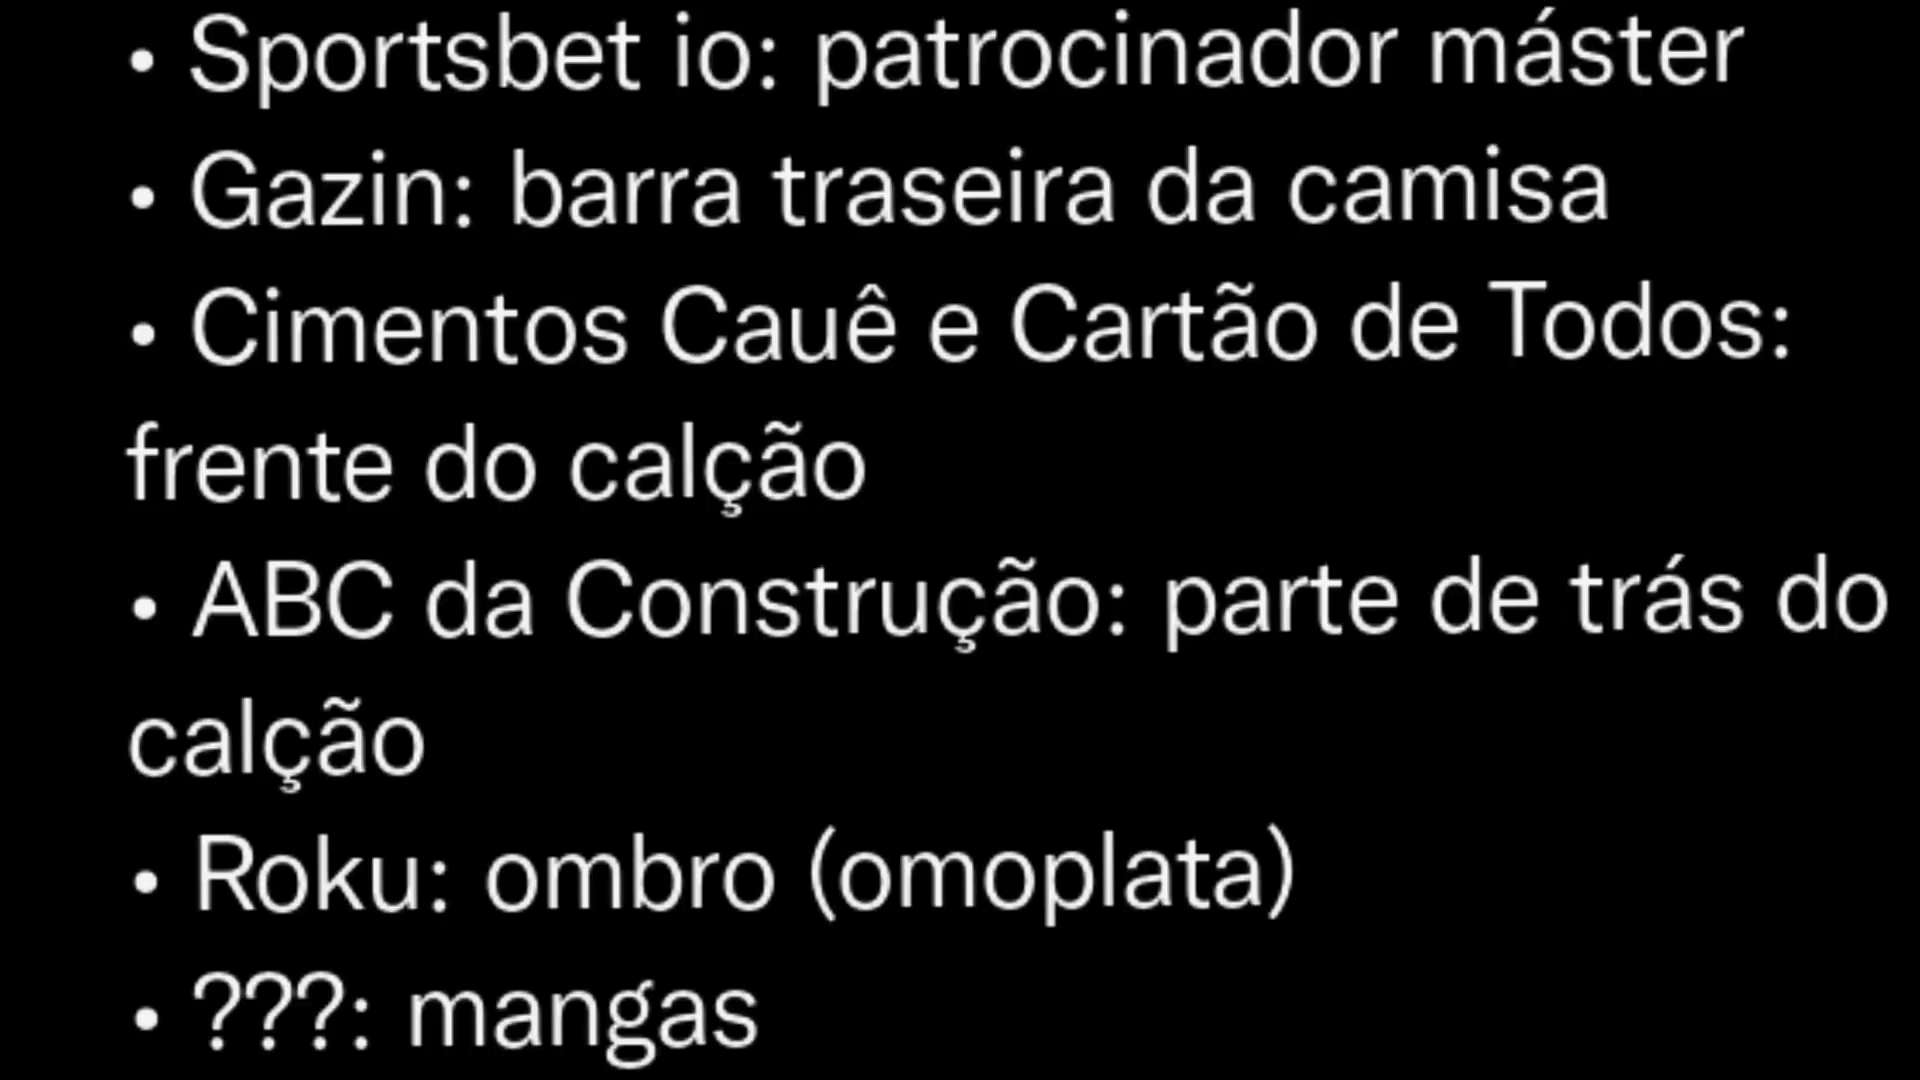 • Sportsbet io: patrocinador máster
• Gazin: barra traseira da camisa
• Cimentos Cauê e Cartão de Todos:
frente do calção
• ABC da Construção: parte de trás do
calção
• Roku: ombro (omoplata)
• ???: mangas